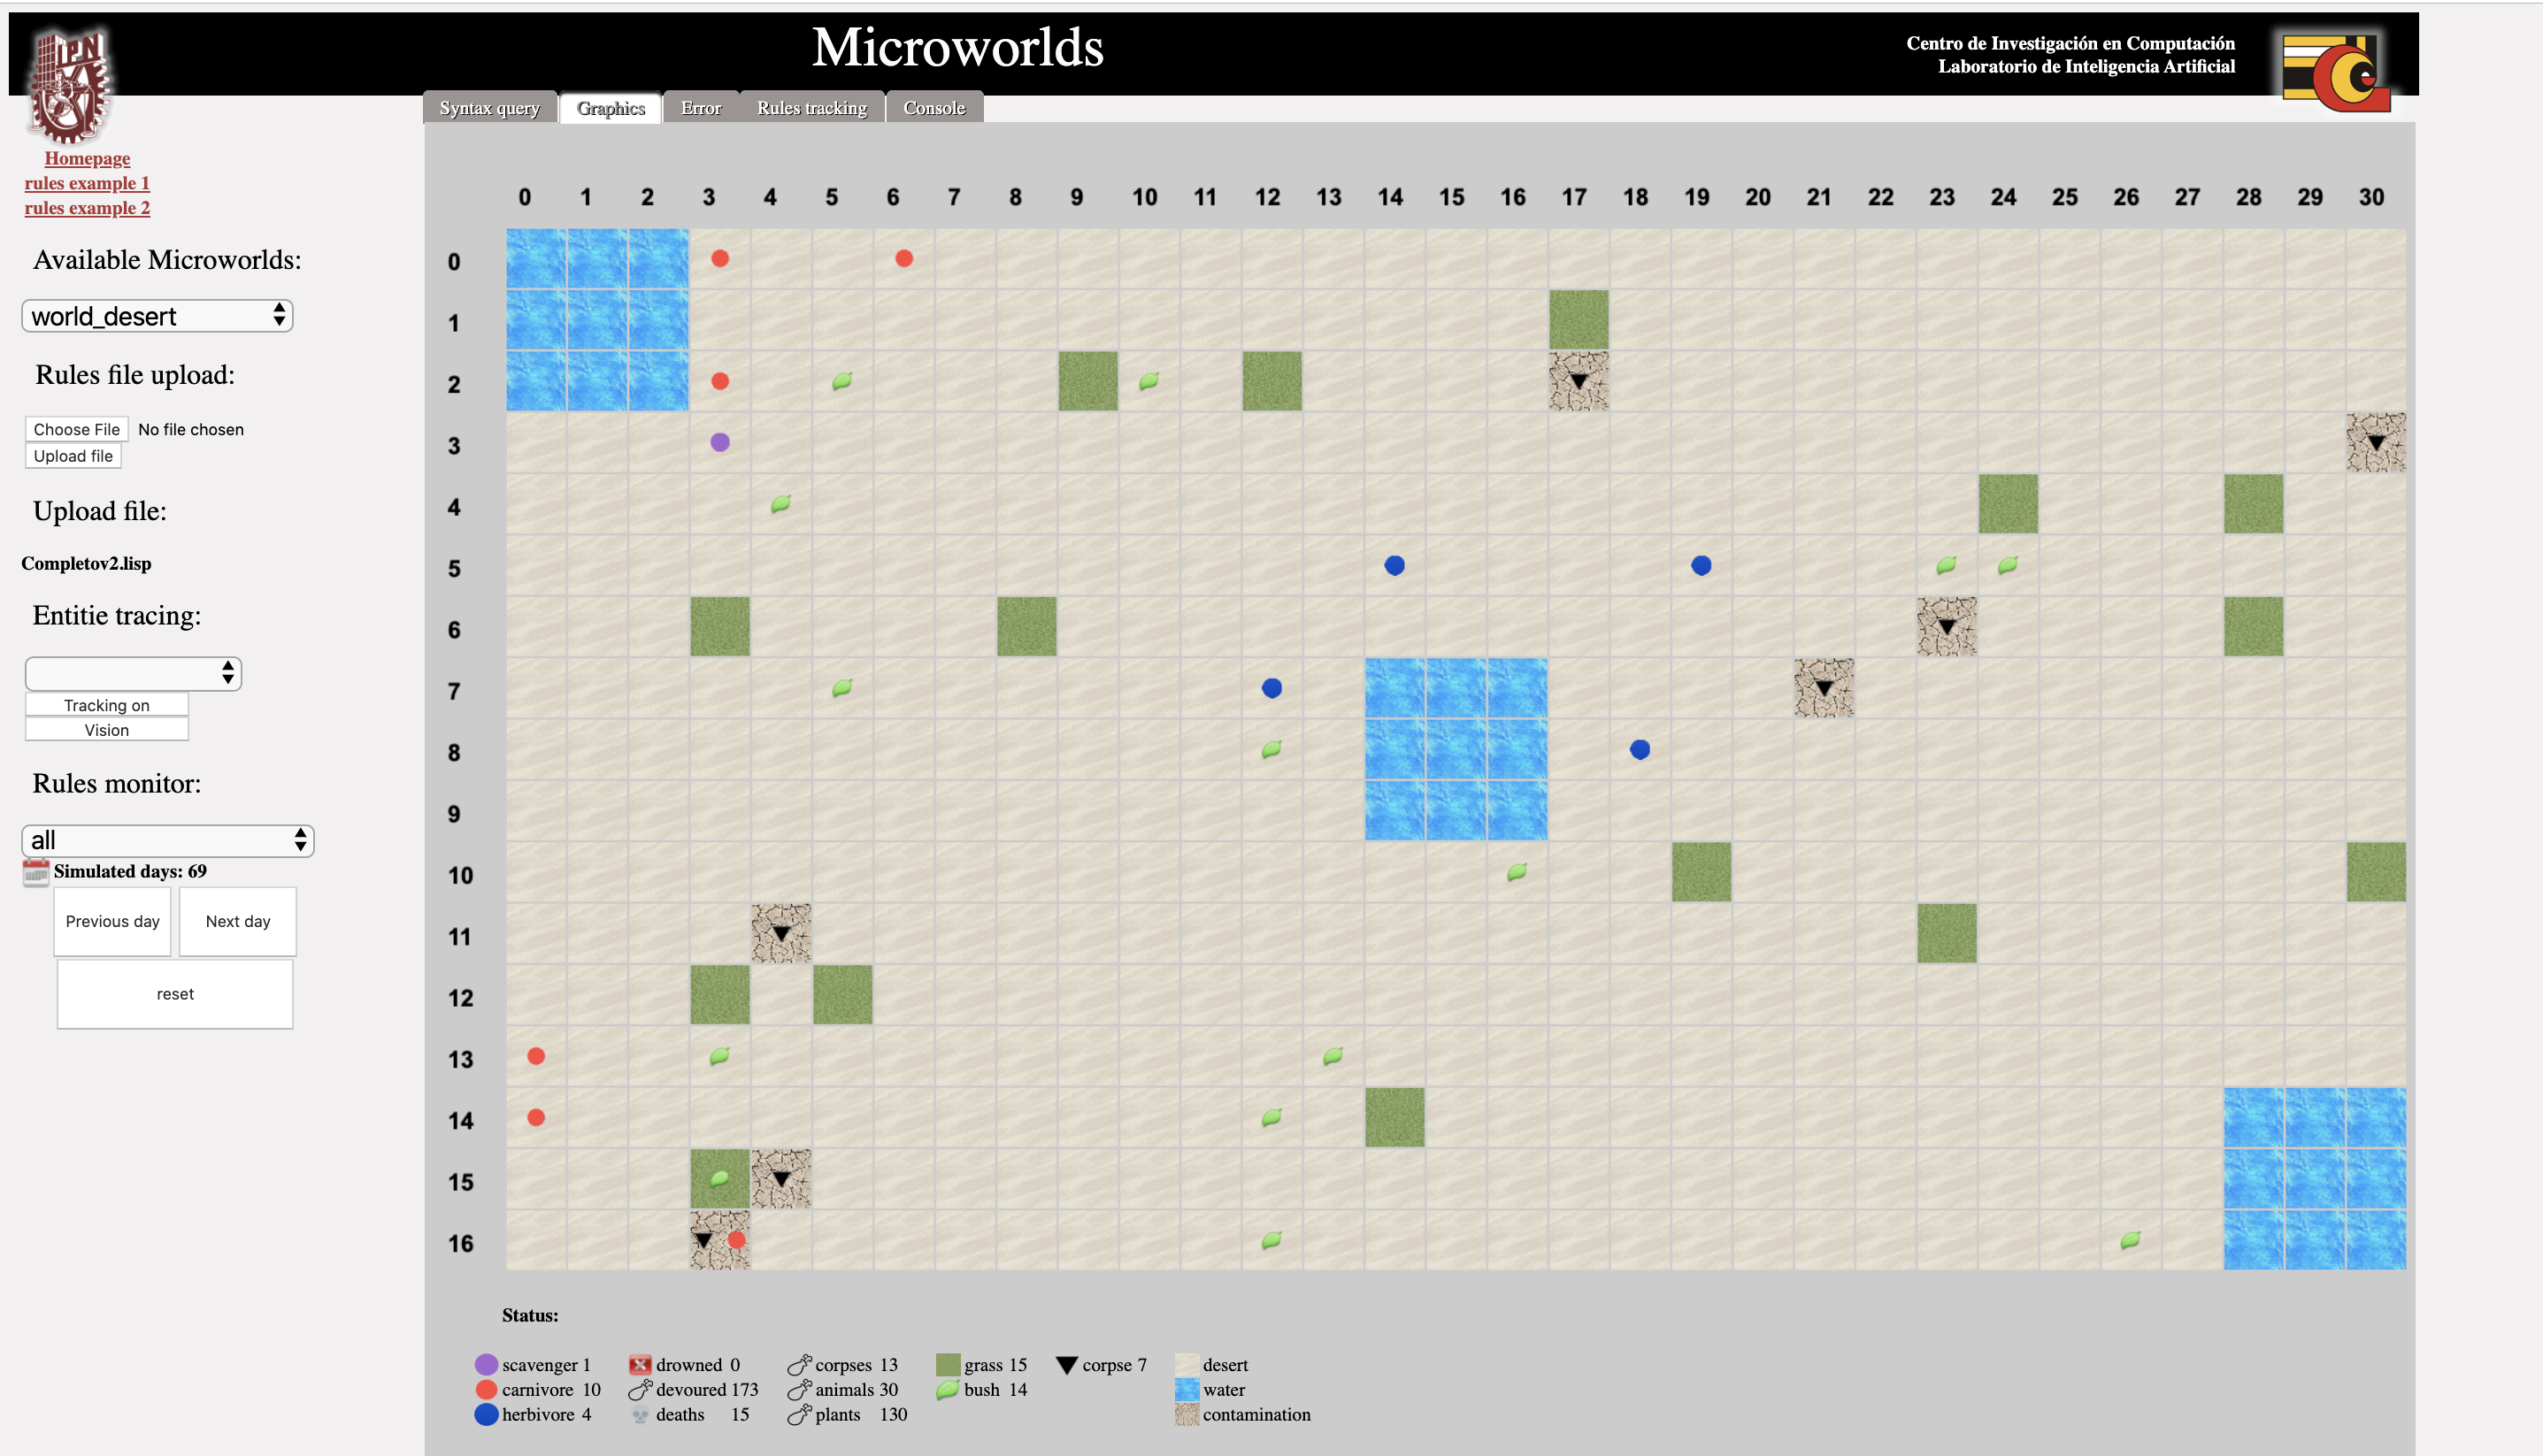 Microworlds
Centro de Investigación en Computación
Laboratorio de Inteligencia Artificial
IPN
Syntax query Graphics Error Rules tracking Console
Homepage
rules example 1
rules example 2
Available Microworlds:
world_desert
Rules file upload:
Choose File No file chosen
Upload file
Upload file:
Completov2.lisp
Entitie tracing:
Tracking on
Vision
Rules monitor:
all
Simulated days: 69
Previous day Next day
reset
0 1 2 3 4 5 6 7 8 9 10 11 12 13 14 15 16 17 18 19 20 21 22 23 24 25 26 27 28 29 30
0
1
2
3
4
5
6
7
8
9
10
11
12
13
14
15
16
Status:
scavenger 1 drowned 0 corpses 13 grass 15 corpse 7 desert
carnivore 10 devoured 173 animals 30 bush 14 water
herbivore 4 deaths 15 plants 130 contamination